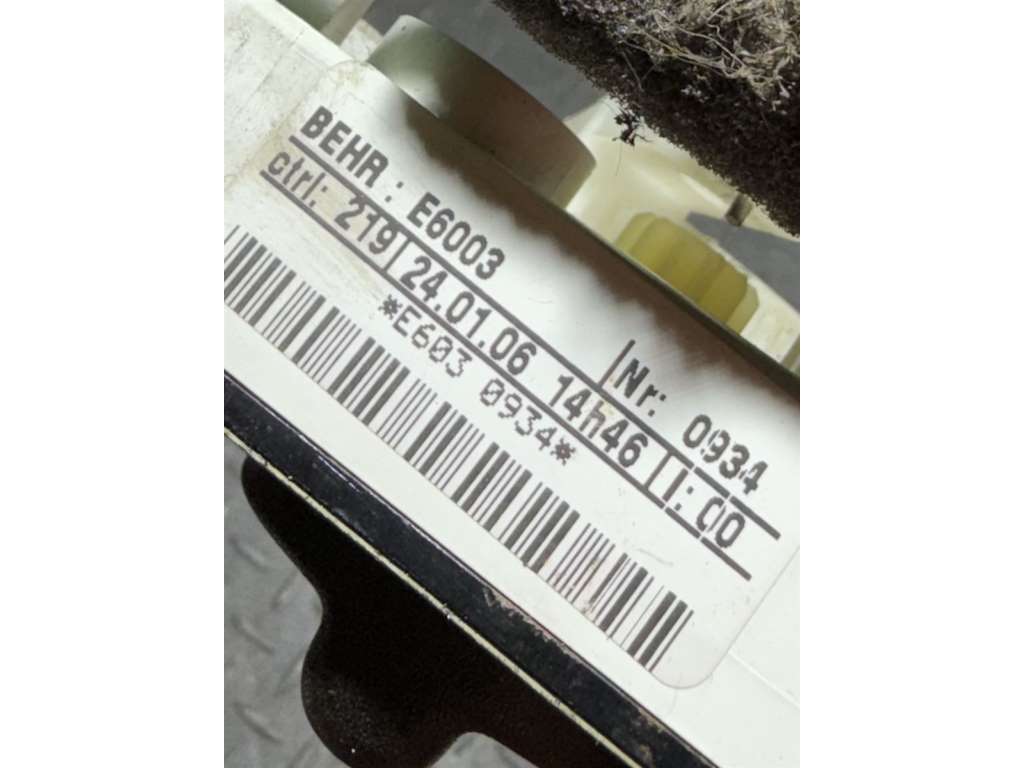 BEHR : E6003 Nr: 0934
ctrl: 219 24.01.06 14h46 I: 00
*E603 0934*